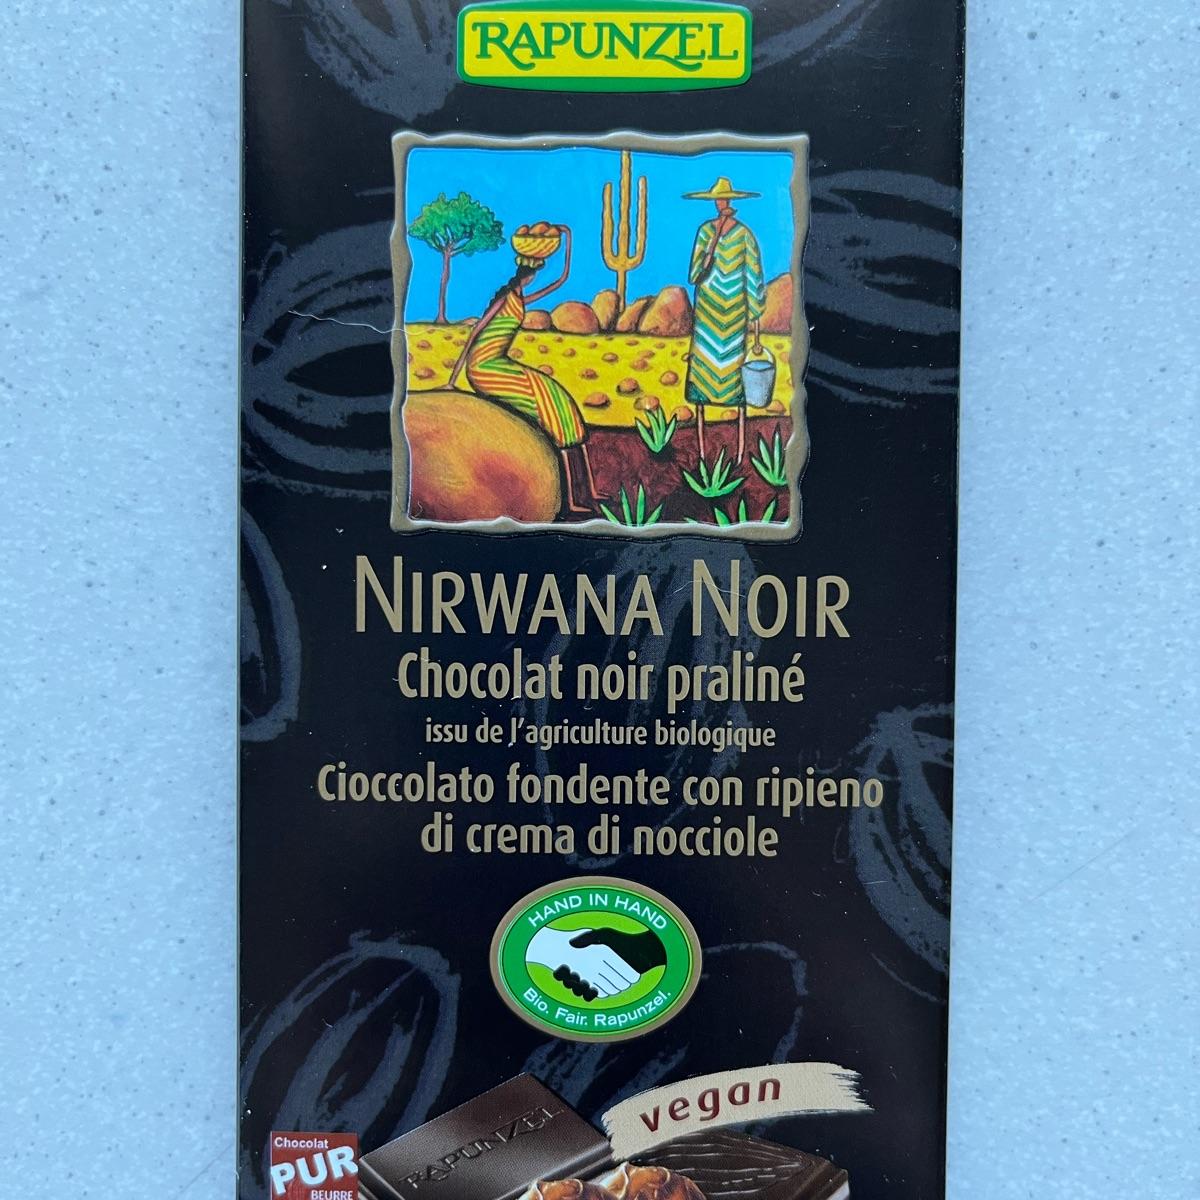 RAPUNZEL
NIRWANA NOIR
Chocolat noir praliné
issu de l'agriculture biologique
Cioccolato fondente con ripieno
di crema di nocciole
HAND IN HAND
Bio. Fair. Rapunzel.
vegan
RAPUNZEL
Chocolat
PUR
BEURRE